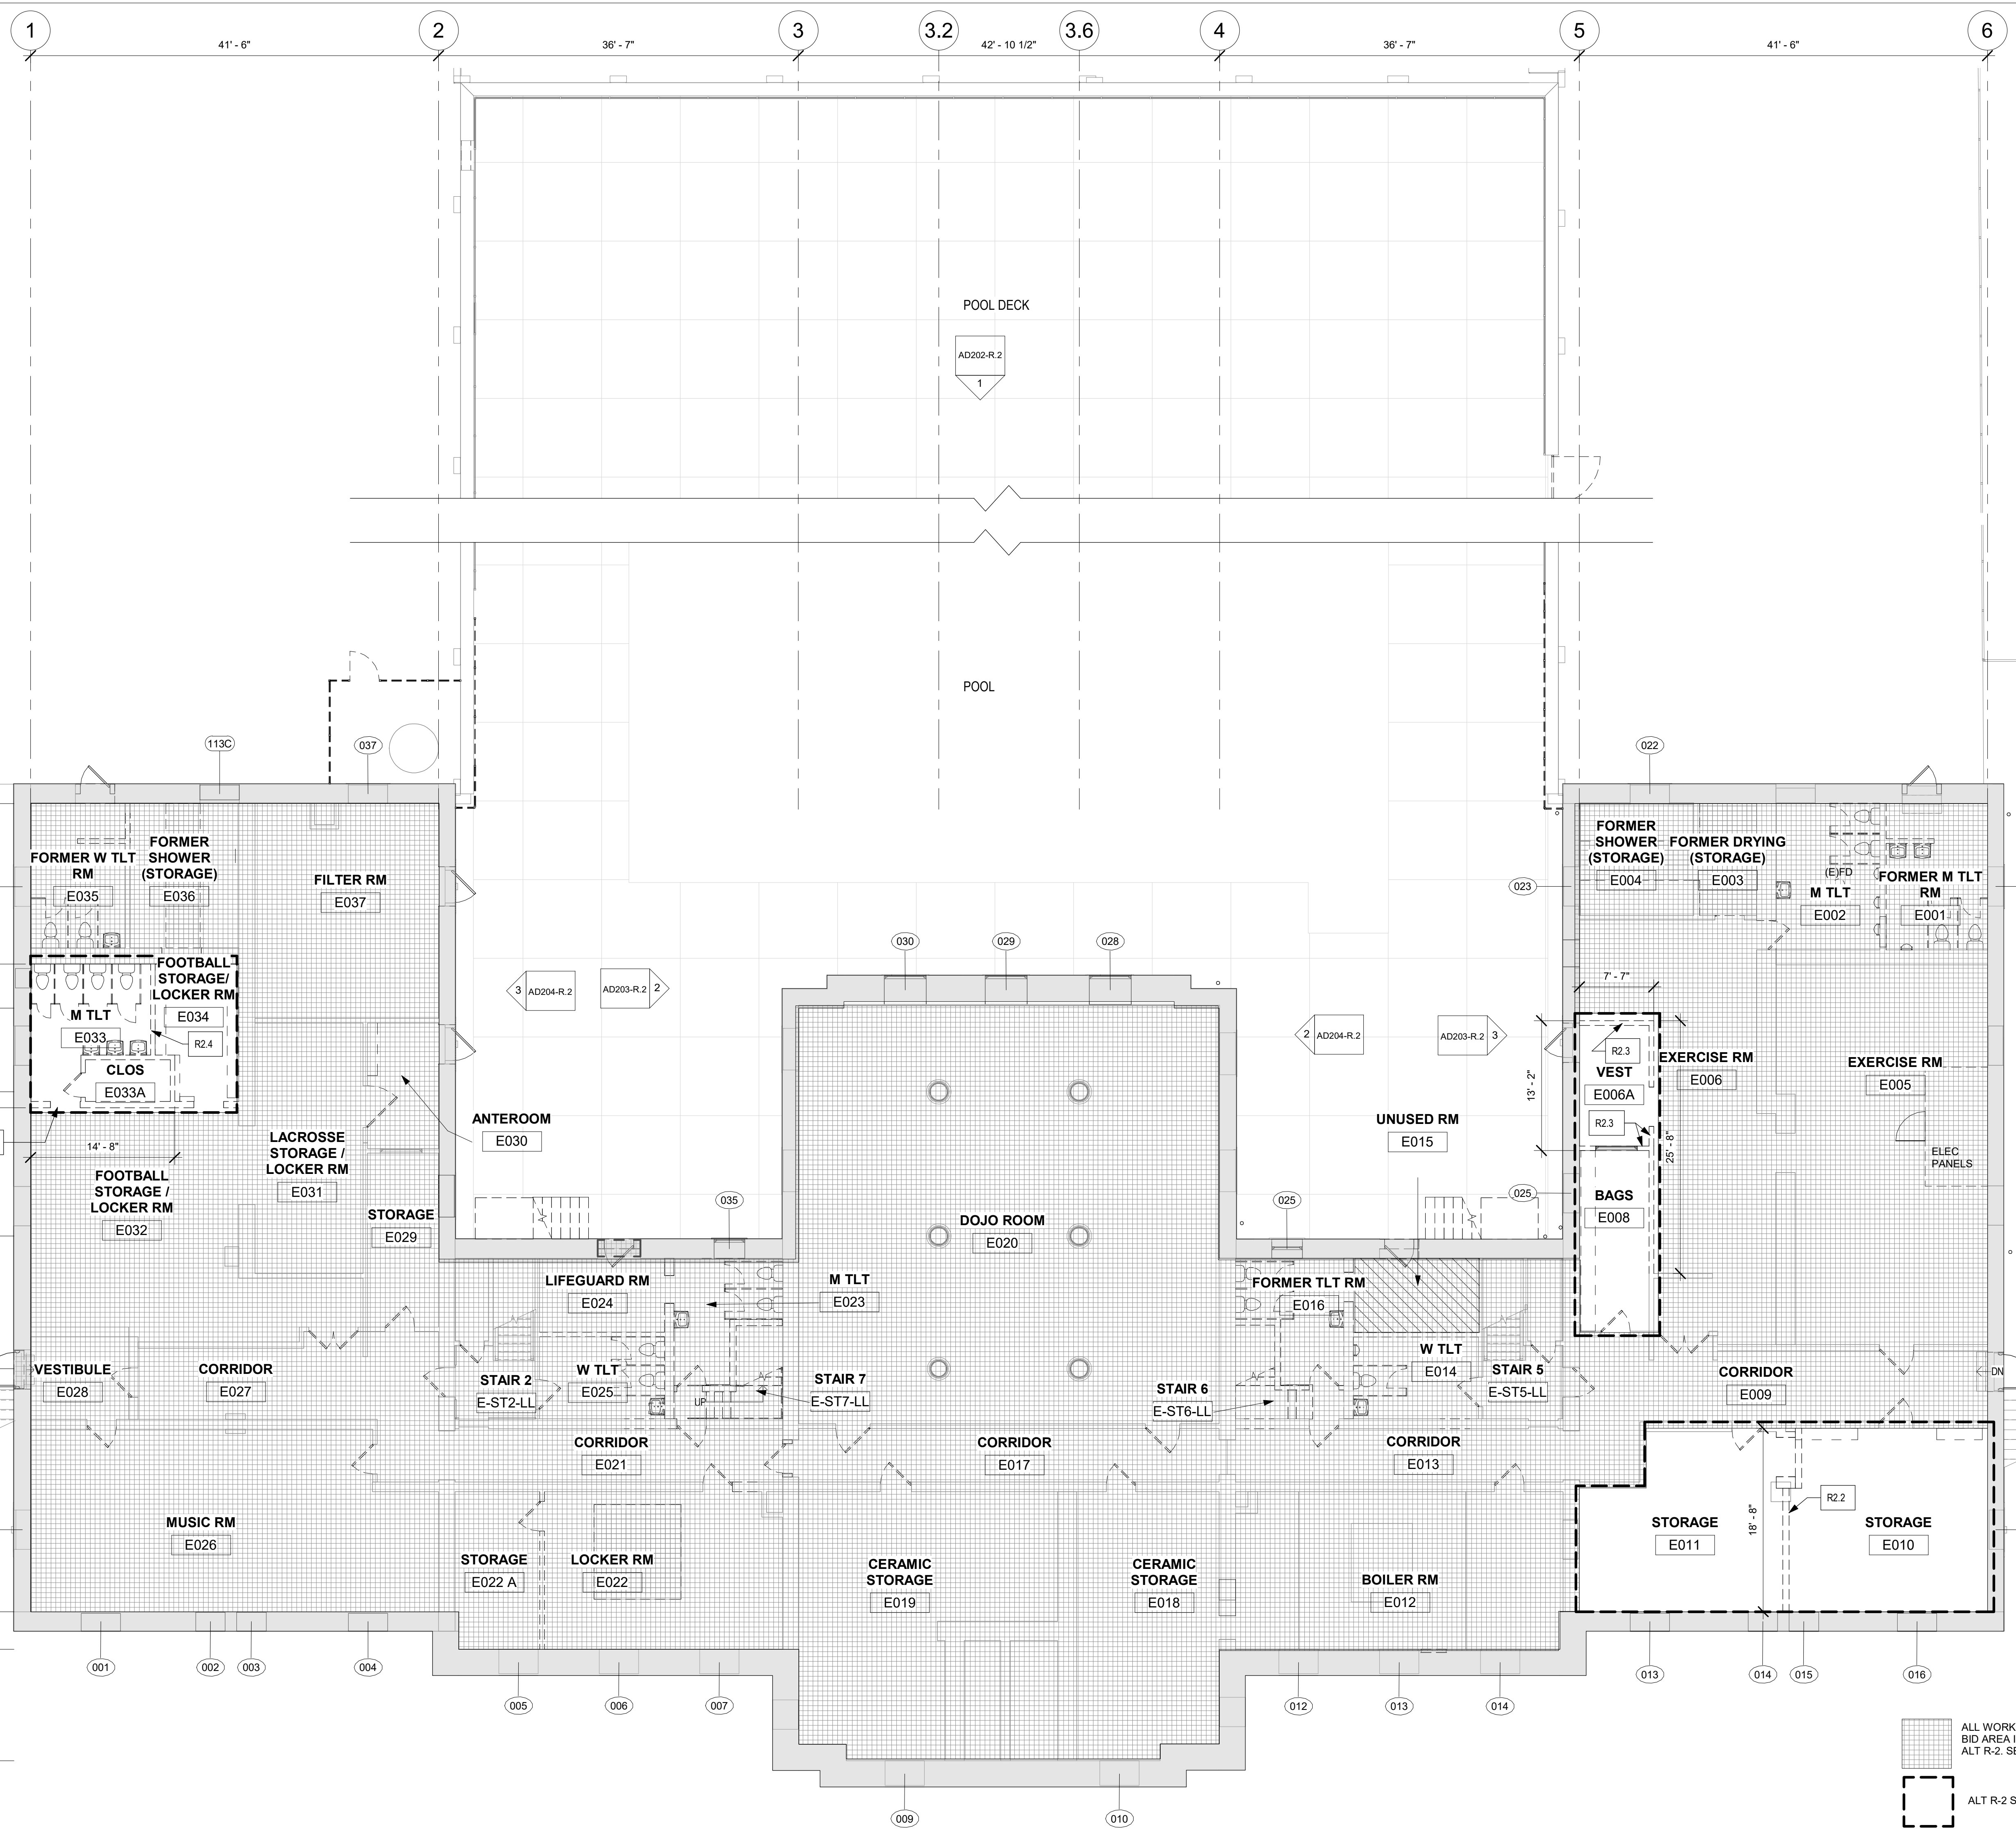 1
2
3
3.2
3.6
4
5
6
41' - 6"
36' - 7"
42' - 10 1/2"
36' - 7"
41' - 6"
POOL DECK
AD202-R.2
1
POOL
113C
037
022
FORMER W TLT
RM
E035
FORMER
SHOWER
(STORAGE)
E036
FILTER RM
E037
FORMER
SHOWER
(STORAGE)
E004
FORMER DRYING
(STORAGE)
E003
(E)FD
M TLT
E002
FORMER M TLT
RM
E001
023
030
029
028
FOOTBALL
STORAGE/
LOCKER RM
E034
M TLT
E033
R2.4
CLOS
E033A
3
AD204-R.2
AD203-R.2
2
2
AD204-R.2
AD203-R.2
3
7' - 7"
R2.3
VEST
E006A
R2.3
EXERCISE RM
E006
EXERCISE RM
E005
13' - 2"
25' - 8"
ELEC
PANELS
14' - 8"
ANTEROOM
E030
UNUSED RM
E015
LACROSSE
STORAGE /
LOCKER RM
E031
FOOTBALL
STORAGE /
LOCKER RM
E032
STORAGE
E029
035
025
025
BAGS
E008
DOJO ROOM
E020
LIFEGUARD RM
E024
M TLT
E023
FORMER TLT RM
E016
VESTIBULE
E028
CORRIDOR
E027
STAIR 2
E-ST2-LL
W TLT
E025
UP
STAIR 7
E-ST7-LL
STAIR 6
E-ST6-LL
W TLT
E014
STAIR 5
E-ST5-LL
CORRIDOR
E009
DN
CORRIDOR
E021
CORRIDOR
E017
CORRIDOR
E013
MUSIC RM
E026
STORAGE
E022 A
LOCKER RM
E022
CERAMIC
STORAGE
E019
CERAMIC
STORAGE
E018
BOILER RM
E012
STORAGE
E011
18' - 8"
R2.2
STORAGE
E010
001
002
003
004
005
006
007
009
010
012
013
014
013
014
015
016
ALL WORK
BID AREA I
ALT R-2. SE
ALT R-2 S